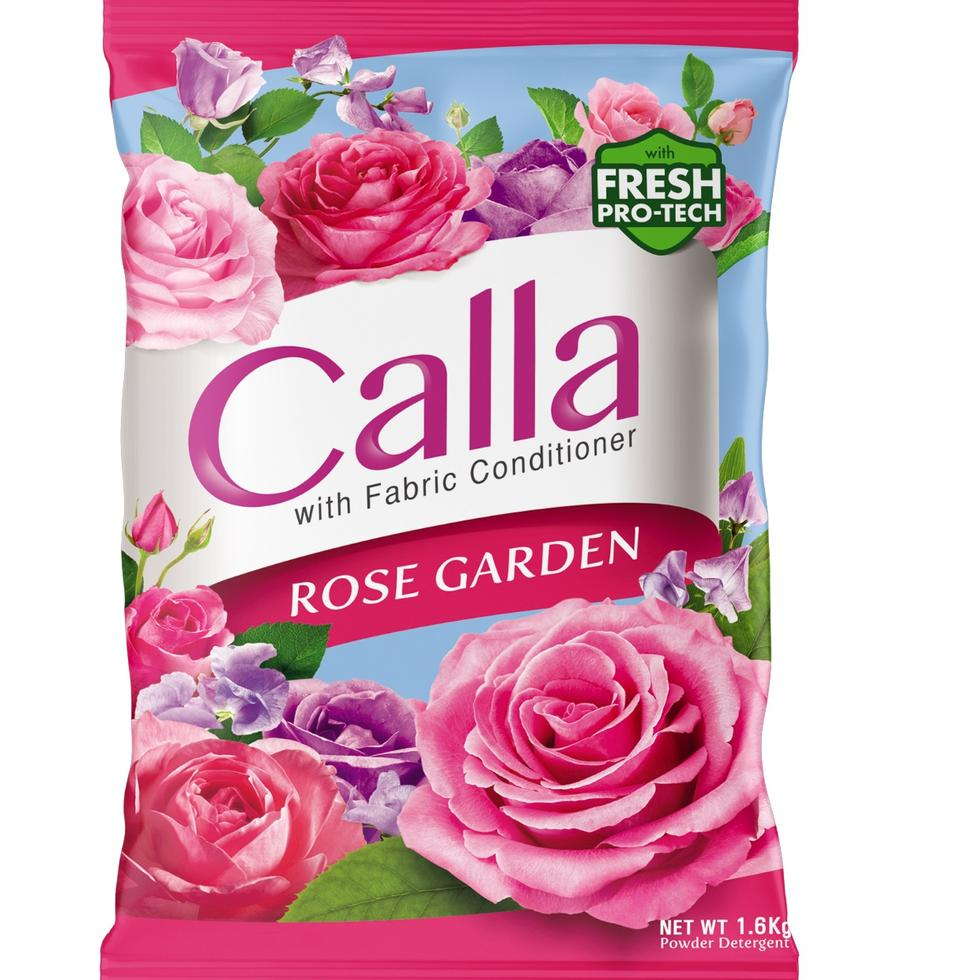 with
FRESH
PRO-TECH
Calla
with Fabric Conditioner
ROSE GARDEN
NET WT 1.6Kg
Powder Detergent